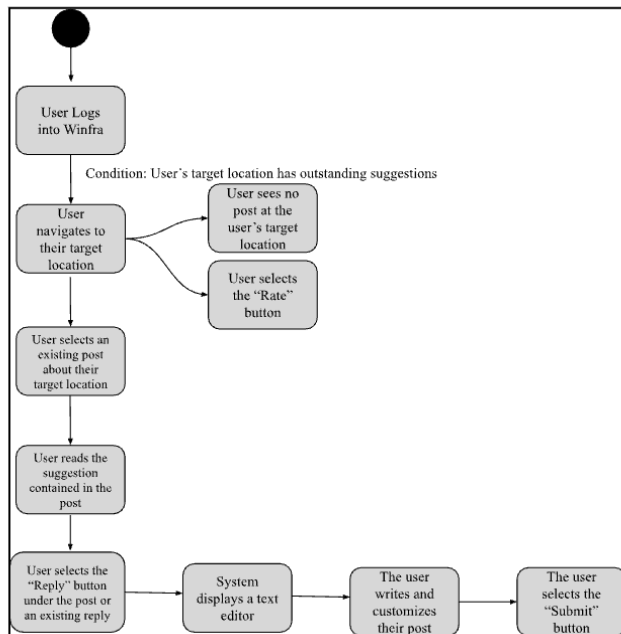 User Logs
into Winfra
Condition: User's target location has outstanding suggestions
User
navigates to
their target
location
User sees no
post at the
user's target
location
User selects
the “Rate”
button
User selects an
existing post
about their
target location
User reads the
suggestion
contained in the
post
User selects the
“Reply” button
under the post or
an existing reply
System
displays a text
editor
The user
writes and
customizes
their post
The user
selects the
“Submit”
button